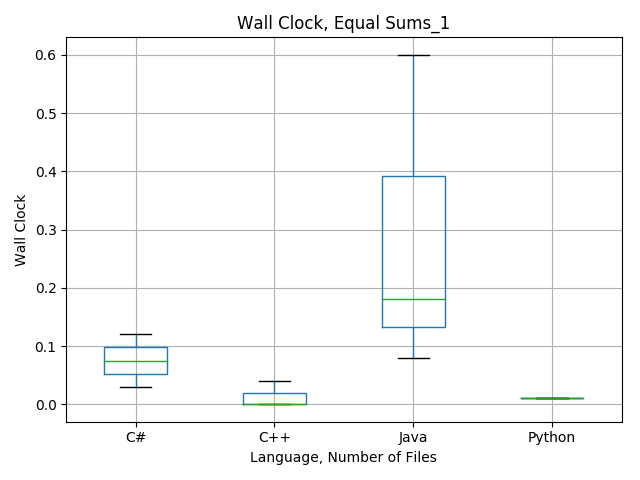 Wall Clock, Equal Sums_1
0.6
0.5
0.4
0.3
0.2
0.1
0.0
Wall Clock
C# C++ Java Python
Language, Number of Files